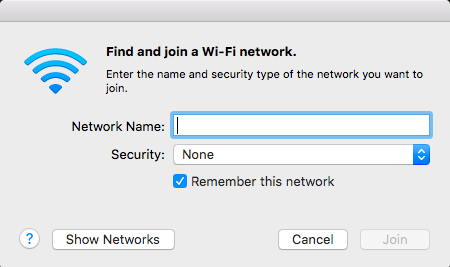 Find and join a Wi-Fi network.
Enter the name and security type of the network you want to
join.
Network Name:
Security: None
Remember this network
? Show Networks Cancel Join